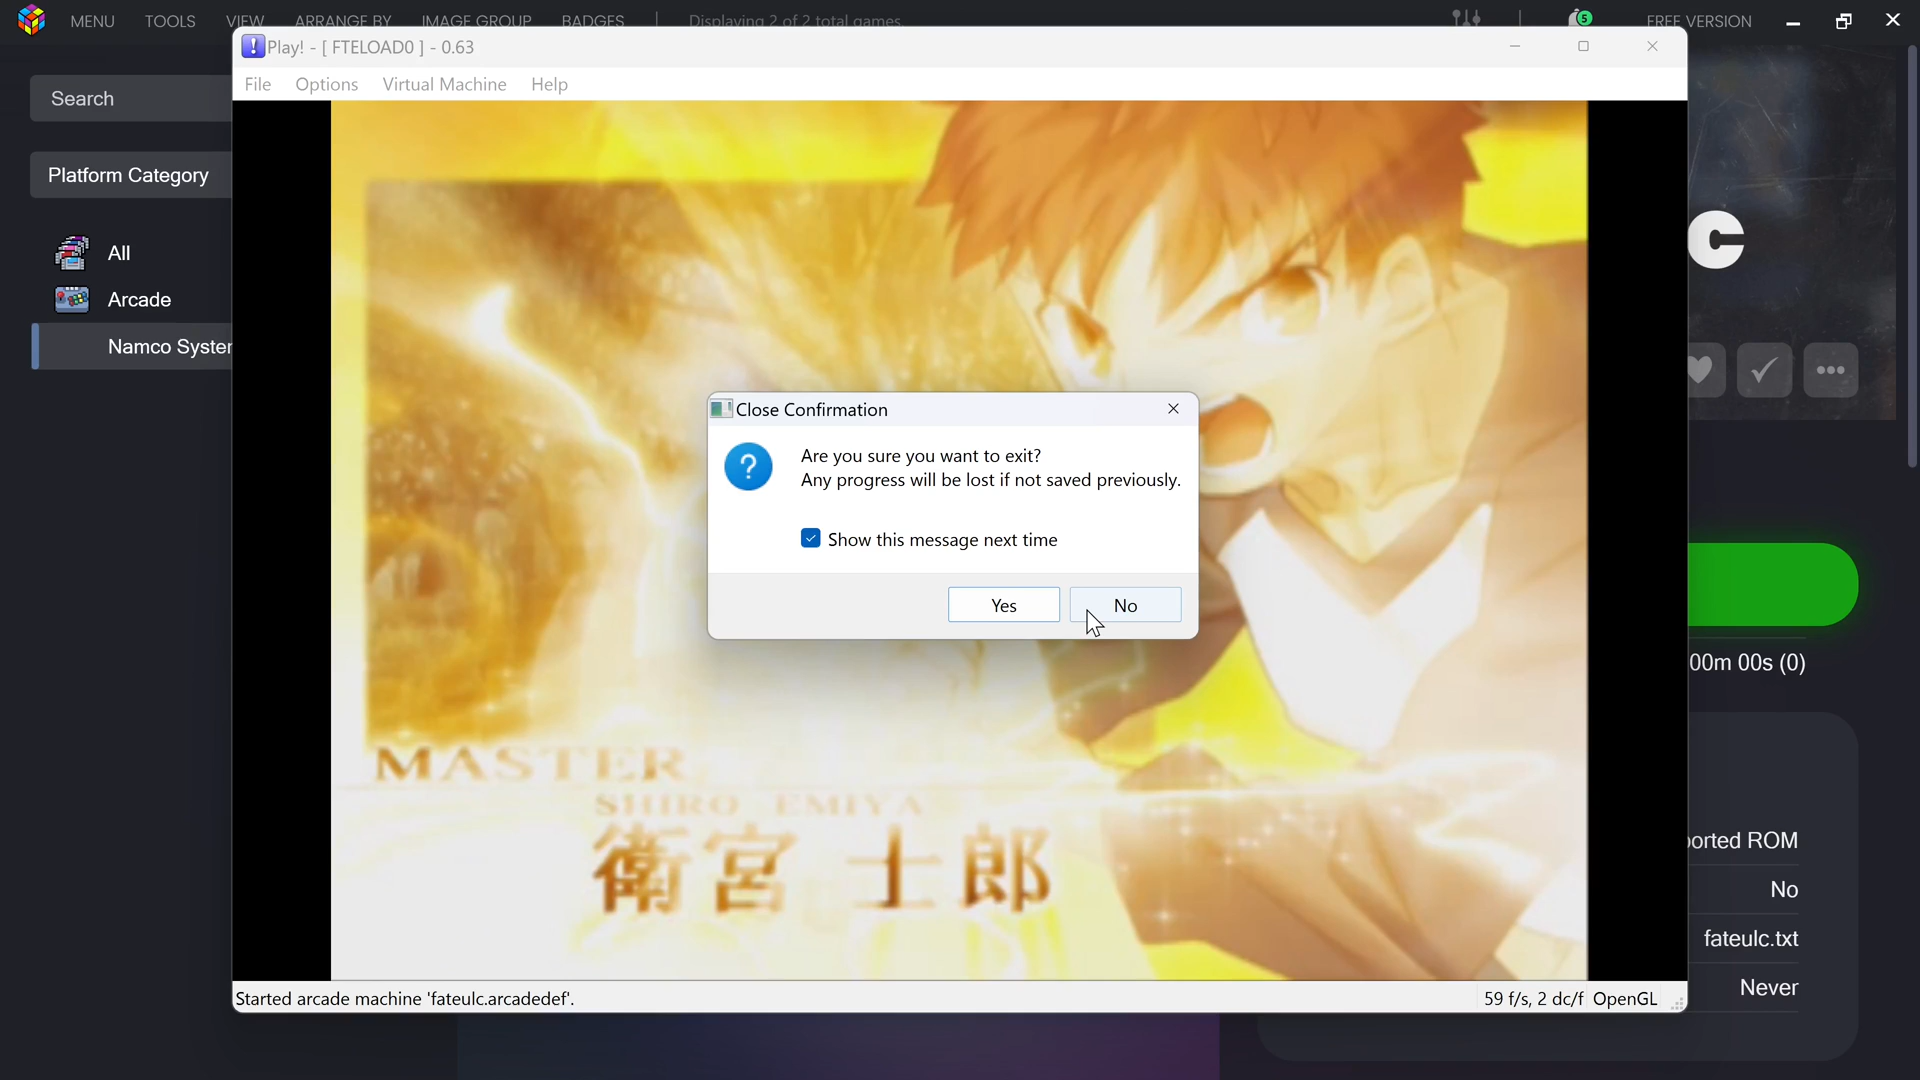 MENU TOOLS VIEW ARRANGE BY IMAGE GROUP BADGES Displaying 2 of 2 total games. 5 FREE VERSION
Play! - [ FTELOAD0 ] - 0.63
File Options Virtual Machine Help
Search
Platform Category
All
Arcade
Namco System
C
Close Confirmation
Are you sure you want to exit?
Any progress will be lost if not saved previously.
Show this message next time
Yes No
00m 00s (0)
MASTER
SHIRO EMIYA
衛宮 士郎
ported ROM
No
fateulc.txt
Never
Started arcade machine 'fateulc.arcadedef'. 59 f/s, 2 dc/f OpenGL